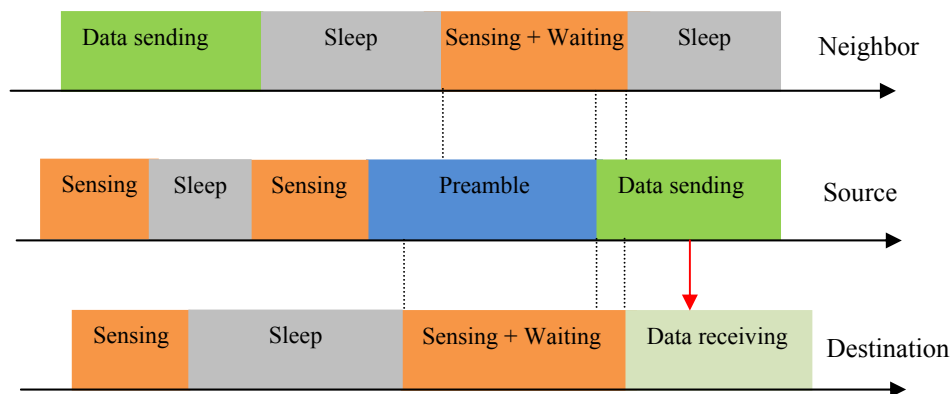 Data sending Sleep Sensing + Waiting Sleep Neighbor
Sensing Sleep Sensing Preamble Data sending Source
Sensing Sleep Sensing + Waiting Data receiving Destination